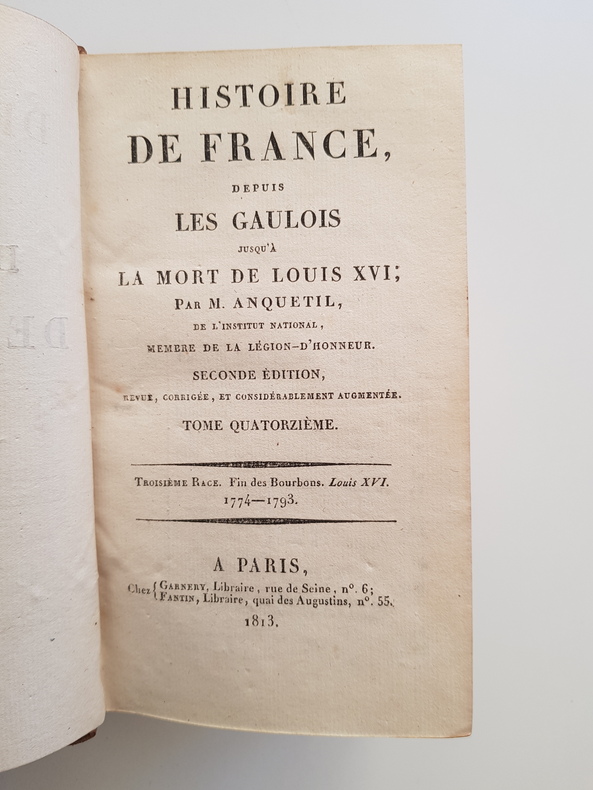 HISTOIRE
DE FRANCE,
DEPUIS
LES GAULOIS
JUSQU'À
LA MORT DE LOUIS XVI;
PAR M. ANQUETIL,
DE L'INSTITUT NATIONAL,
MEMBRE DE LA LÉGION-D'HONNEUR.
SECONDE ÉDITION,
REVUE, CORRIGÉE, ET CONSIDÉRABLEMENT AUGMENTÉE.
TOME QUATORZIÈME.
TROISIÈME RACE. Fin des Bourbons. Louis XVI.
1774—1793.
A PARIS,
Chez { GARNERY, Libraire, rue de Seine, nº. 6;
FANTIN, Libraire, quai des Augustins, nº. 55.
1813.